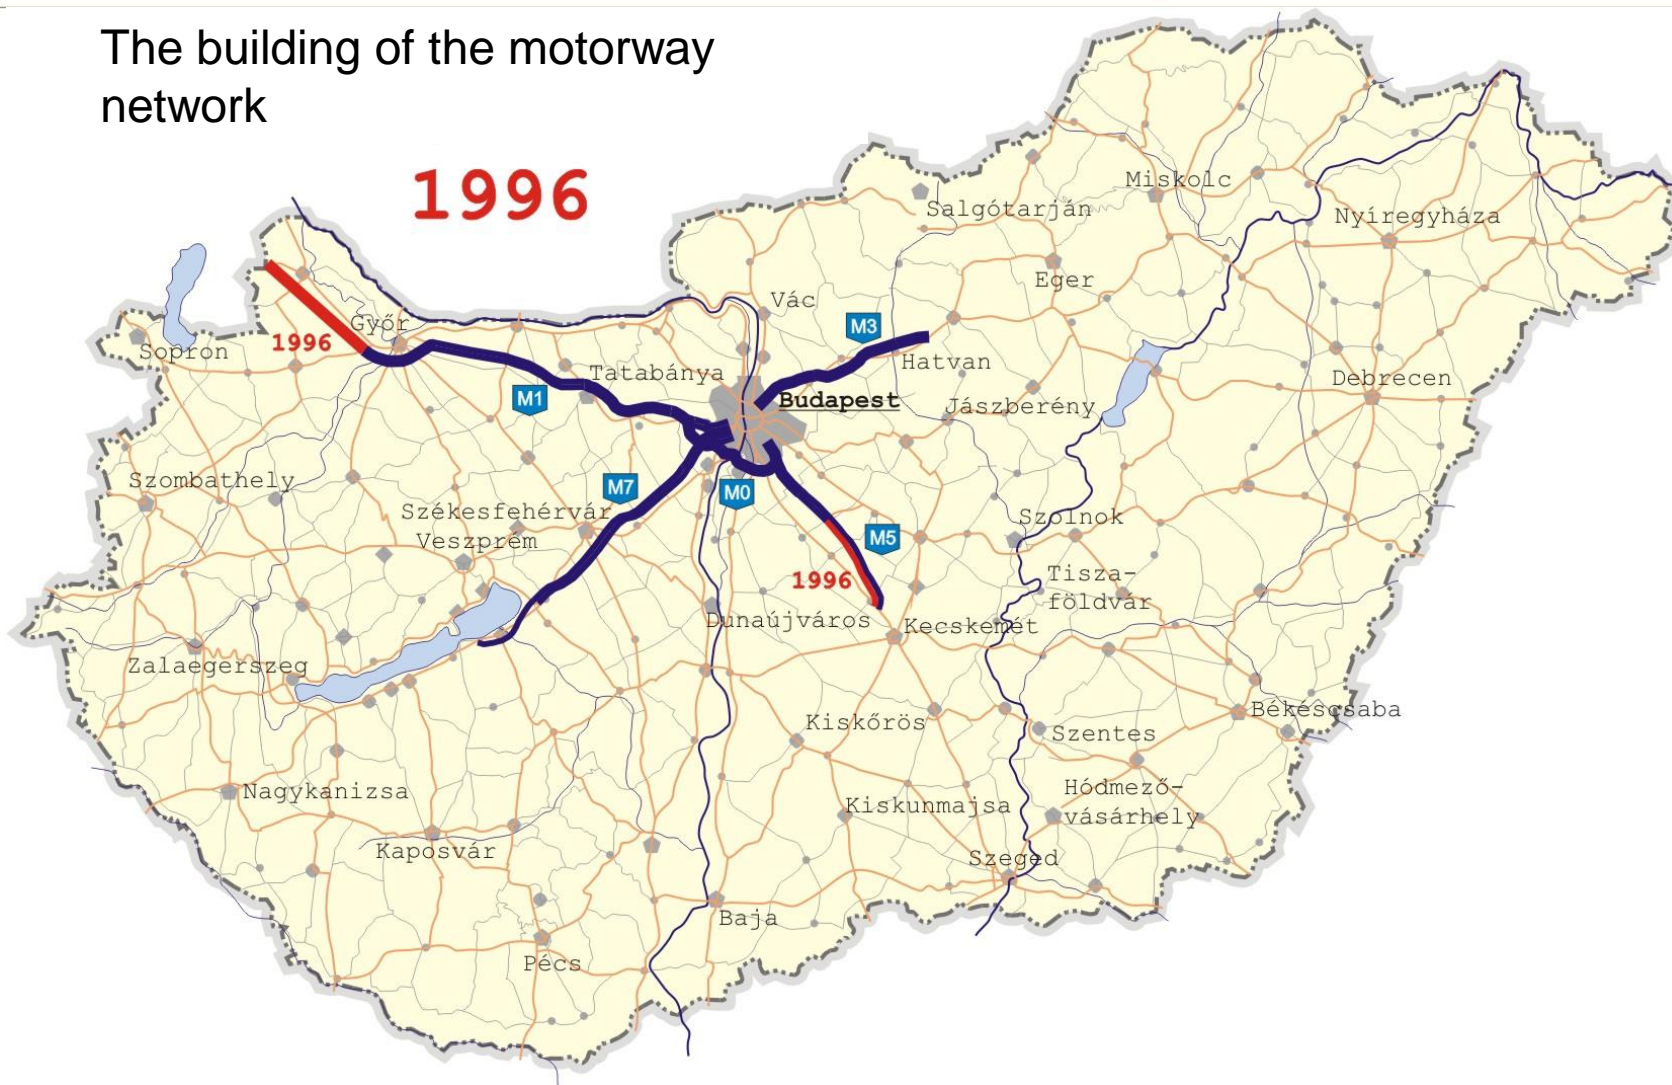 The building of the motorway
network
1996
Miskolc
Salgótarján
Nyíregyháza
Eger
Vác
M3
Győr
1996
Sopron
Hatvan
Tatabánya
Debrecen
M1
Budapest
Jászberény
Szombathely
M7
M0
Székesfehérvár
Szolnok
Veszprém
M5
1996
Tisza-
földvár
Dunaújváros
Kecskemét
Zalaegerszeg
Békéscsaba
Kiskőrös
Szentes
Nagykanizsa
Hódmező-
vásárhely
Kiskunmajsa
Kaposvár
Szeged
Baja
Pécs